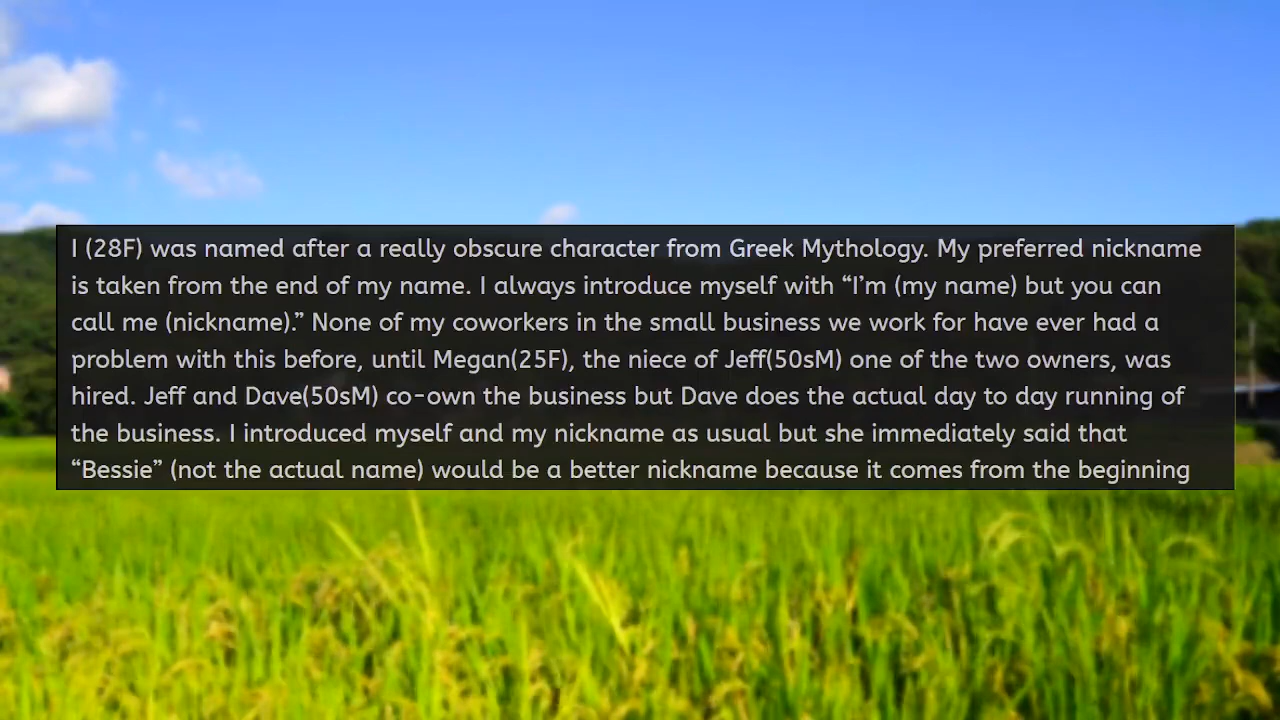 I (28F) was named after a really obscure character from Greek Mythology. My preferred nickname
is taken from the end of my name. I always introduce myself with “I’m (my name) but you can
call me (nickname).” None of my coworkers in the small business we work for have ever had a
problem with this before, until Megan(25F), the niece of Jeff(50sM) one of the two owners, was
hired. Jeff and Dave(50sM) co-own the business but Dave does the actual day to day running of
the business. I introduced myself and my nickname as usual but she immediately said that
“Bessie” (not the actual name) would be a better nickname because it comes from the beginning